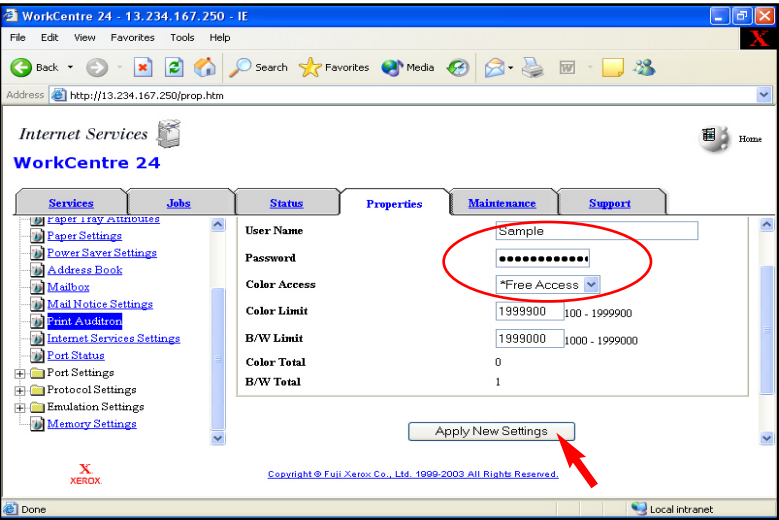 WorkCentre 24 - 13.234.167.250 - IE
File Edit View Favorites Tools Help
X
Back Search Favorites Media W
Address http://13.234.167.250/prop.htm
Internet Services
Home
WorkCentre 24
Services Jobs Status Properties Maintenance Support
Paper Tray Attributes
Paper Settings
Power Saver Settings
Address Book
Mailbox
Mail Notice Settings
Print Auditron
Internet Services Settings
Port Status
Port Settings
Protocol Settings
Emulation Settings
Memory Settings
User Name Sample
Password ●●●●●●●●●●●●
Color Access *Free Access
Color Limit 1999900 100 - 1999900
B/W Limit 1999000 1000 - 1999000
Color Total 0
B/W Total 1
Apply New Settings
X
XEROX.
Copyright © Fuji Xerox Co., Ltd. 1999-2003 All Rights Reserved.
Done Local intranet